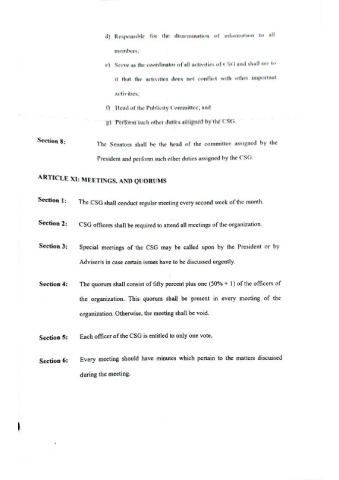 d) Responsible for the dissemination of information to all
members;
e) Serve as the coordinator of all activities of CSG and shall see to
it that the activities does not conflict with other important
activities;
f) Head of the Publicity Committee; and
g) Perform such other duties assigned by the CSG.
Section 8: The Senators shall be the head of the committee assigned by the
President and perform such other duties assigned by the CSG.
ARTICLE XI: MEETINGS, AND QUORUMS
Section 1: The CSG shall conduct regular meeting every second week of the month.
Section 2: CSG officers shall be required to attend all meetings of the organization.
Section 3: Special meetings of the CSG may be called upon by the President or by
Adviser/s in case certain issues have to be discussed urgently.
Section 4: The quorum shall consist of fifty percent plus one (50% + 1) of the officers of
the organization. This quorum shall be present in every meeting of the
organization. Otherwise, the meeting shall be void.
Section 5: Each officer of the CSG is entitled to only one vote.
Section 6: Every meeting should have minutes which pertain to the matters discussed
during the meeting.